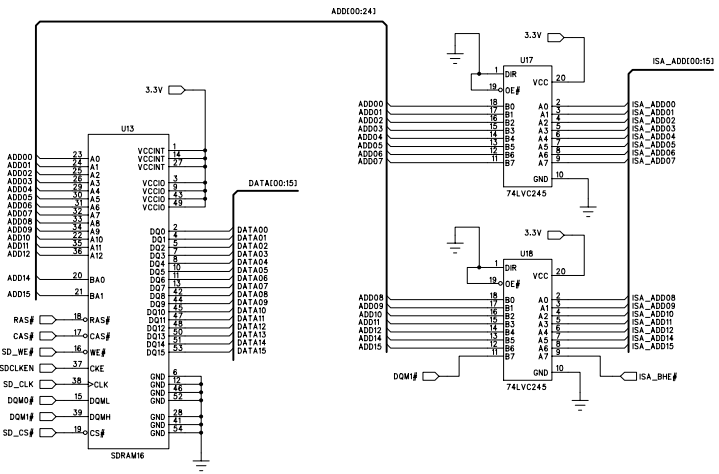 ADD[00:24]
3.3V
U17
ISA_ADD[00:15]
1 DIR
19 OE#
VCC 20
ADD00 18 B0 A0 2 ISA_ADD00
ADD01 17 B1 A1 3 ISA_ADD01
ADD02 16 B2 A2 4 ISA_ADD02
ADD03 15 B3 A3 5 ISA_ADD03
ADD04 14 B4 A4 6 ISA_ADD04
ADD05 13 B5 A5 7 ISA_ADD05
ADD06 12 B6 A6 8 ISA_ADD06
ADD07 11 B7 A7 9 ISA_ADD07
GND 10
74LVC245
3.3V
U18
1 DIR
19 OE#
VCC 20
ADD08 18 B0 A0 2 ISA_ADD08
ADD09 17 B1 A1 3 ISA_ADD09
ADD10 16 B2 A2 4 ISA_ADD10
ADD11 15 B3 A3 5 ISA_ADD11
ADD12 14 B4 A4 6 ISA_ADD12
ADD14 13 B5 A5 7 ISA_ADD14
ADD15 12 B6 A6 8 ISA_ADD15
DQM1# 11 B7 A7 9 ISA_BHE#
GND 10
74LVC245
3.3V
U13
VCCINT 1
VCCINT 14
VCCINT 27
VCCIO 3
VCCIO 9
VCCIO 43
VCCIO 49
DATA[00:15]
ADD00 23 A0
ADD01 24 A1
ADD02 25 A2
ADD03 26 A3
ADD04 29 A4
ADD05 30 A5
ADD06 31 A6
ADD07 32 A7
ADD08 33 A8
ADD09 34 A9
ADD10 22 A10
ADD11 35 A11
ADD12 36 A12
ADD14 20 BA0
ADD15 21 BA1
RAS# 18 RAS#
CAS# 17 CAS#
SD_WE# 16 WE#
SDCLKEN 37 CKE
SD_CLK 38 CLK
DQM0# 15 DQML
DQM1# 39 DQMH
SD_CS# 19 CS#
DQ0 2 DATA00
DQ1 4 DATA01
DQ2 5 DATA02
DQ3 7 DATA03
DQ4 8 DATA04
DQ5 10 DATA05
DQ6 11 DATA06
DQ7 13 DATA07
DQ8 42 DATA08
DQ9 44 DATA09
DQ10 45 DATA10
DQ11 47 DATA11
DQ12 48 DATA12
DQ13 50 DATA13
DQ14 51 DATA14
DQ15 53 DATA15
GND 6
GND 12
GND 46
GND 52
GND 28
GND 41
GND 54
SDRAM16